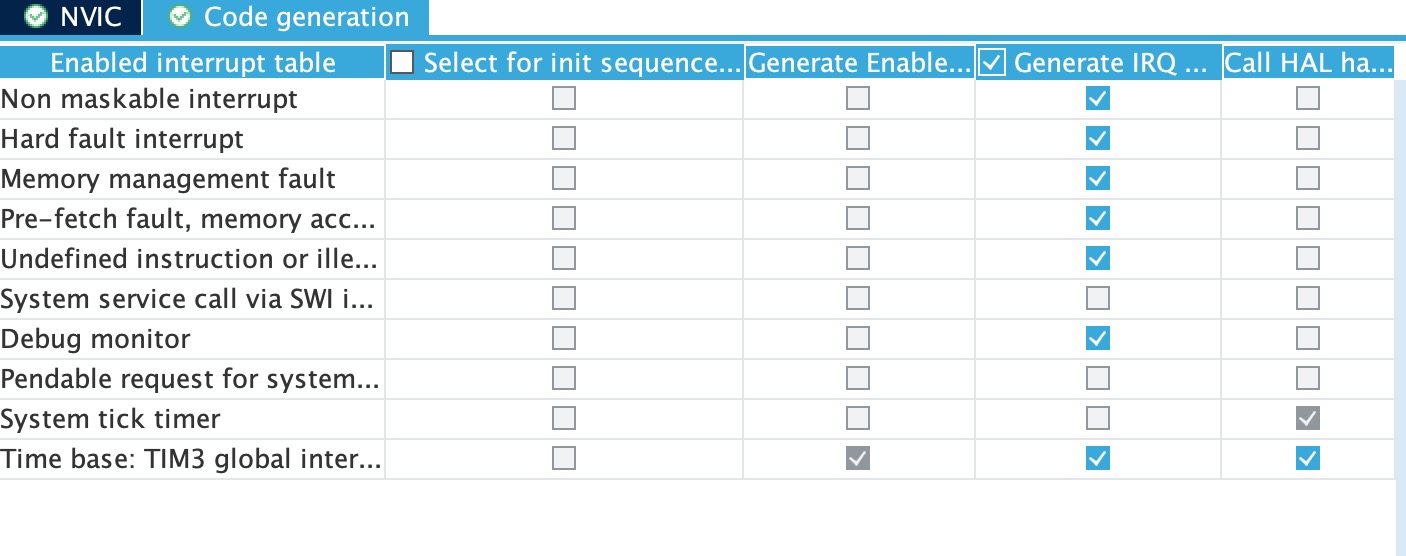 NVIC Code generation
Enabled interrupt table Select for init sequence... Generate Enable... Generate IRQ ... Call HAL ha...
Non maskable interrupt
Hard fault interrupt
Memory management fault
Pre-fetch fault, memory acc...
Undefined instruction or ille...
System service call via SWI i...
Debug monitor
Pendable request for system...
System tick timer
Time base: TIM3 global inter...